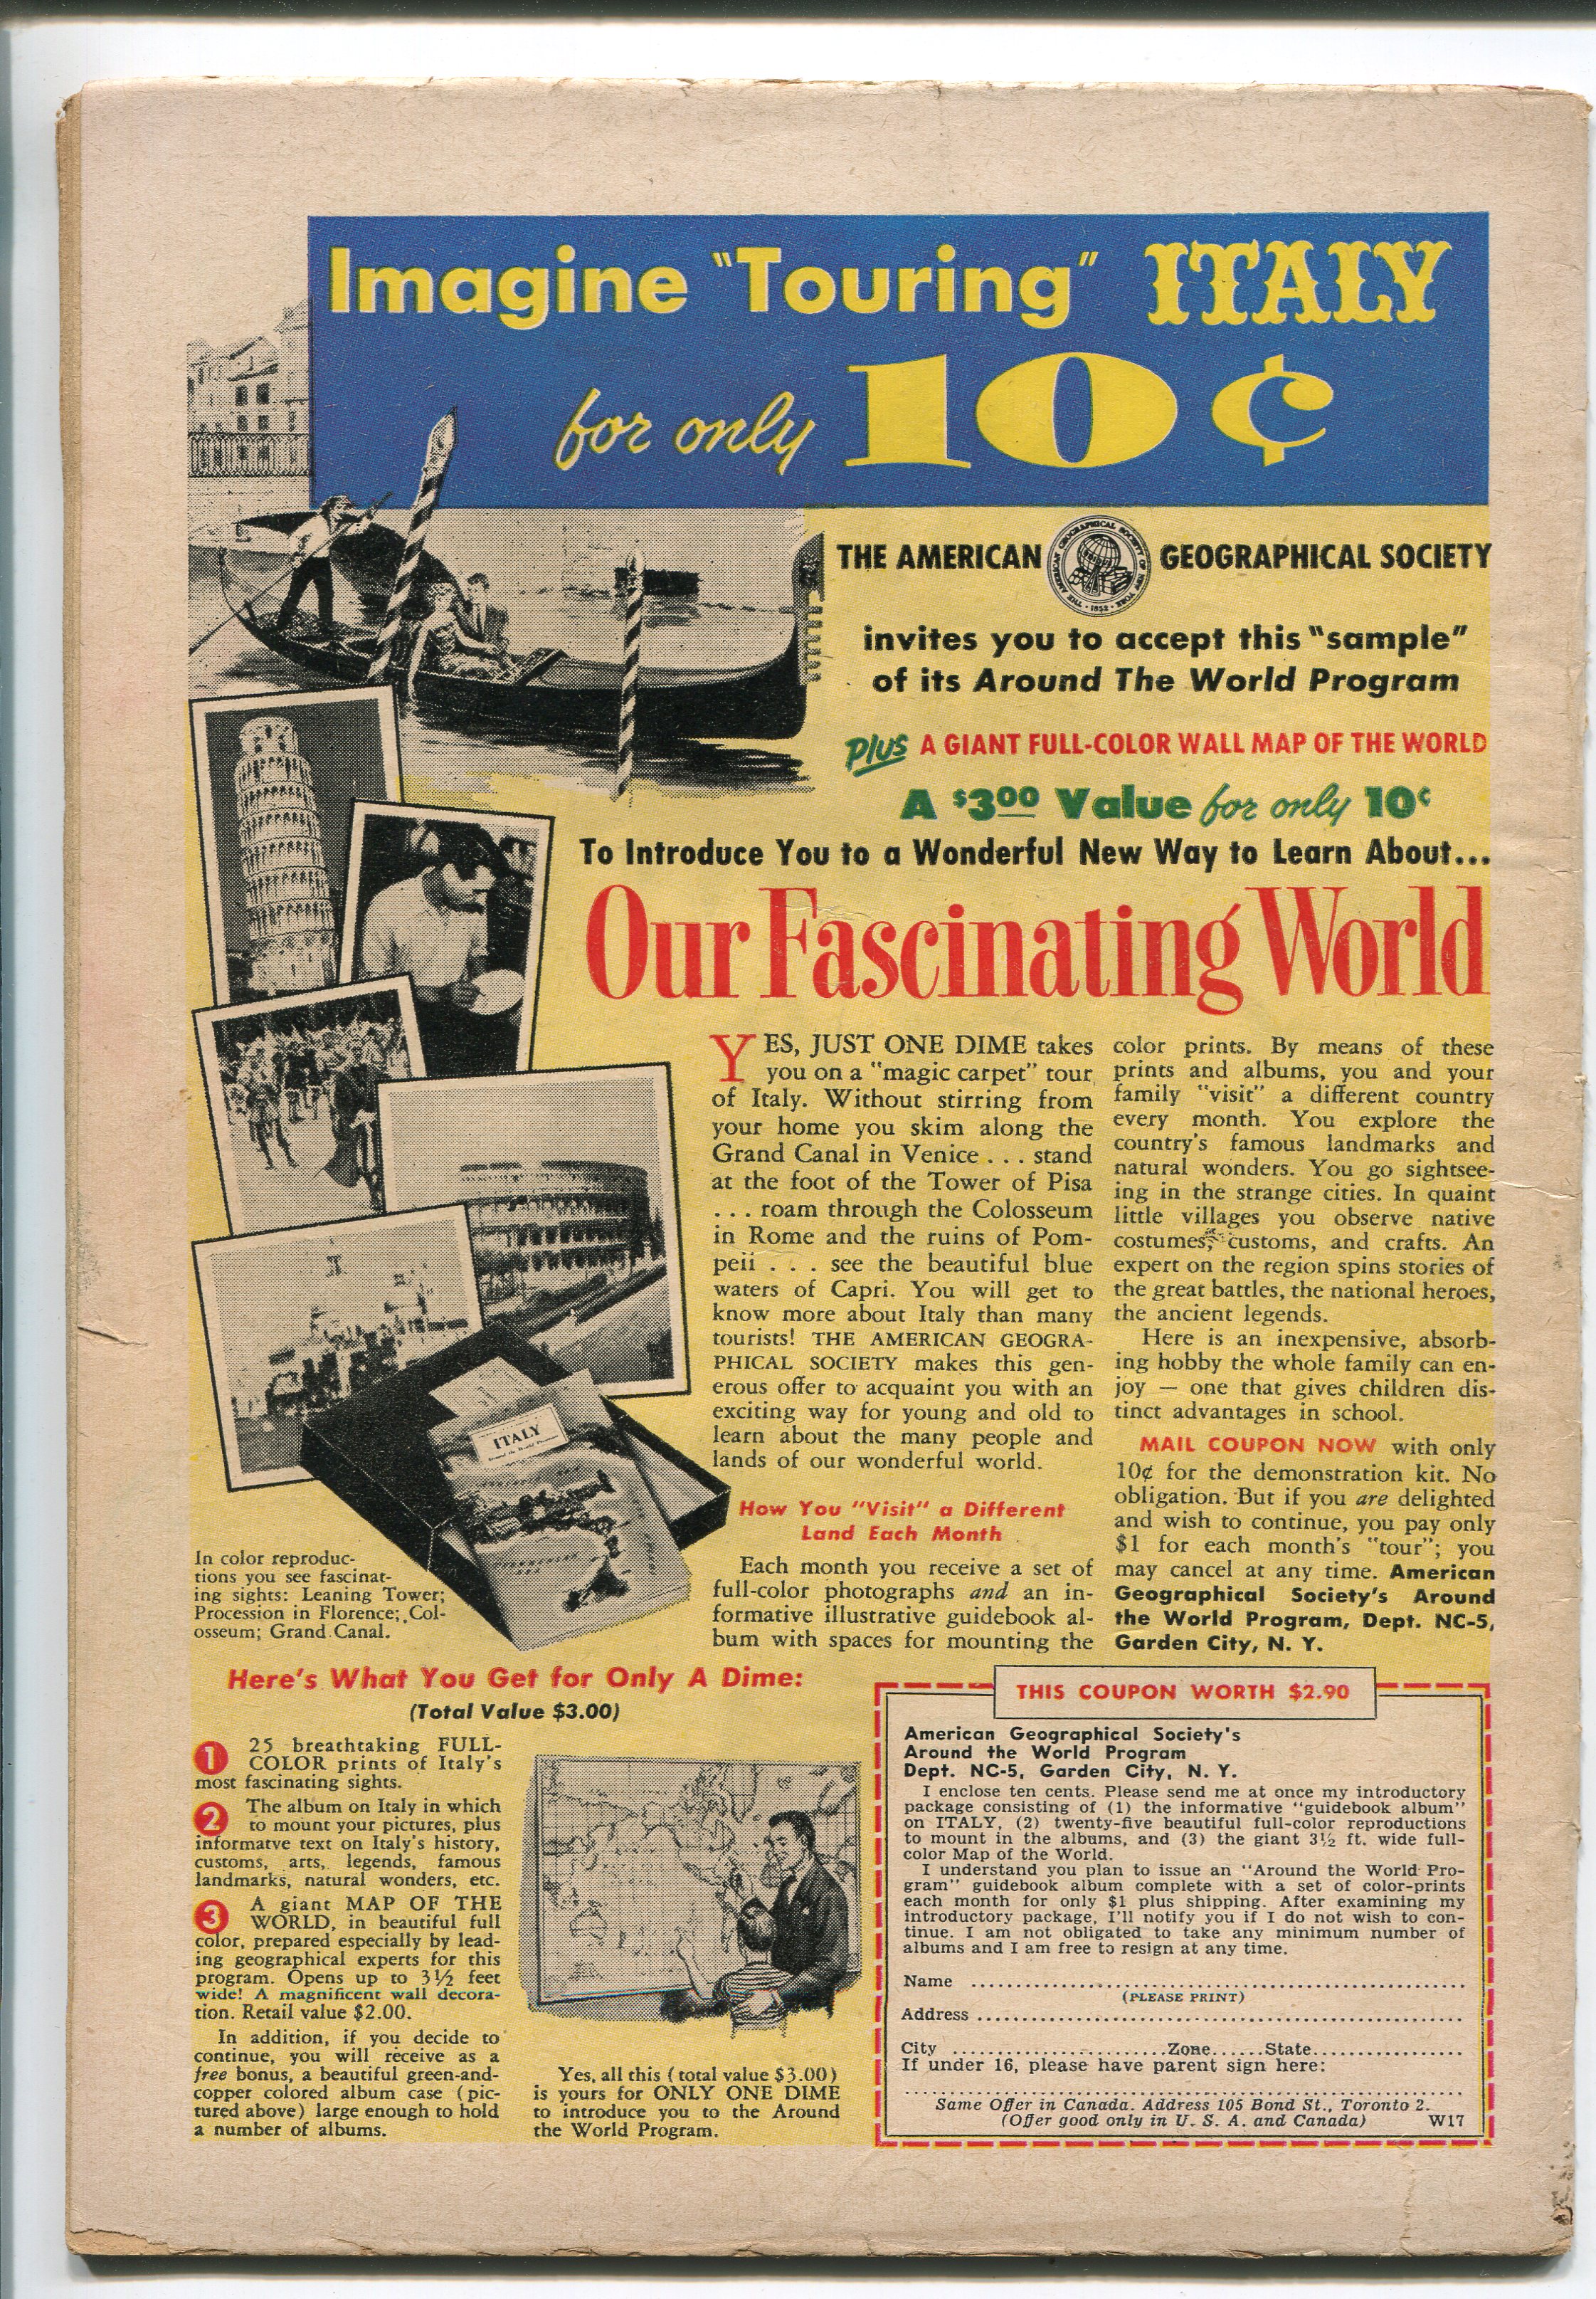 Imagine "Touring" ITALY
for only 10¢
THE AMERICAN GEOGRAPHICAL SOCIETY
THE AMERICAN GEOGRAPHICAL SOCIETY OF NEW YORK · 1852 ·
invites you to accept this "sample"
of its Around The World Program
Plus A GIANT FULL-COLOR WALL MAP OF THE WORLD
A $3.00 Value for only 10¢
To Introduce You to a Wonderful New Way to Learn About...
Our Fascinating World
YES, JUST ONE DIME takes
you on a "magic carpet" tour
of Italy. Without stirring from
your home you skim along the
Grand Canal in Venice . . . stand
at the foot of the Tower of Pisa
. . . roam through the Colosseum
in Rome and the ruins of Pom-
peii . . . see the beautiful blue
waters of Capri. You will get to
know more about Italy than many
tourists! THE AMERICAN GEOGRA-
PHICAL SOCIETY makes this gen-
erous offer to acquaint you with an
exciting way for young and old to
learn about the many people and
lands of our wonderful world.
How You "Visit" a Different
Land Each Month
Each month you receive a set of
full-color photographs and an in-
formative illustrative guidebook al-
bum with spaces for mounting the
color prints. By means of these
prints and albums, you and your
family "visit" a different country
every month. You explore the
country's famous landmarks and
natural wonders. You go sightsee-
ing in the strange cities. In quaint
little villages you observe native
costumes, customs, and crafts. An
expert on the region spins stories of
the great battles, the national heroes,
the ancient legends.
Here is an inexpensive, absorb-
ing hobby the whole family can en-
joy — one that gives children dis-
tinct advantages in school.
MAIL COUPON NOW with only
10¢ for the demonstration kit. No
obligation. But if you are delighted
and wish to continue, you pay only
$1 for each month's "tour"; you
may cancel at any time. American
Geographical Society's Around
the World Program, Dept. NC-5,
Garden City, N. Y.
ITALY
In color reproduc-
tions you see fascinat-
ing sights: Leaning Tower;
Procession in Florence; Col-
osseum; Grand Canal.
Here's What You Get for Only A Dime:
(Total Value $3.00)
1 25 breathtaking FULL-
COLOR prints of Italy's
most fascinating sights.
2 The album on Italy in which
to mount your pictures, plus
informatve text on Italy's history,
customs, arts, legends, famous
landmarks, natural wonders, etc.
3 A giant MAP OF THE
WORLD, in beautiful full
color, prepared especially by lead-
ing geographical experts for this
program. Opens up to 3½ feet
wide! A magnificent wall decora-
tion. Retail value $2.00.
In addition, if you decide to
continue, you will receive as a
free bonus, a beautiful green-and-
copper colored album case (pic-
tured above) large enough to hold
a number of albums.
Yes, all this (total value $3.00)
is yours for ONLY ONE DIME
to introduce you to the Around
the World Program.
THIS COUPON WORTH $2.90
American Geographical Society's
Around the World Program
Dept. NC-5, Garden City, N. Y.
I enclose ten cents. Please send me at once my introductory
package consisting of (1) the informative "guidebook album"
on ITALY, (2) twenty-five beautiful full-color reproductions
to mount in the albums, and (3) the giant 3½ ft. wide full-
color Map of the World.
I understand you plan to issue an "Around the World Pro-
gram" guidebook album complete with a set of color-prints
each month for only $1 plus shipping. After examining my
introductory package, I'll notify you if I do not wish to con-
tinue. I am not obligated to take any minimum number of
albums and I am free to resign at any time.
Name ..........
(PLEASE PRINT)
Address ..........
City ..........Zone......State..........
If under 16, please have parent sign here:
..........
Same Offer in Canada. Address 105 Bond St., Toronto 2.
(Offer good only in U. S. A. and Canada) W17